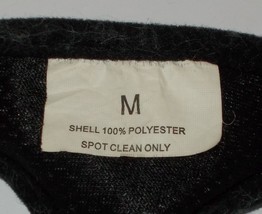 M
SHELL 100% POLYESTER
SPOT CLEAN ONLY